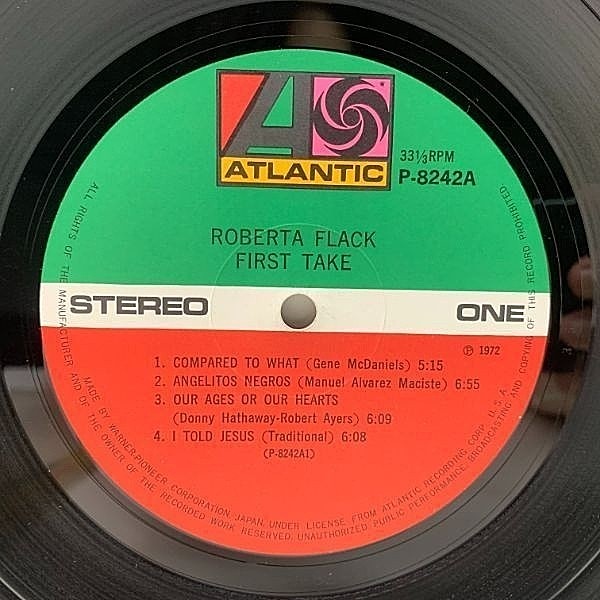 ATLANTIC
33⅓RPM
P-8242A
ROBERTA FLACK
FIRST TAKE
STEREO
ONE
℗ 1972
1. COMPARED TO WHAT (Gene McDaniels) 5:15
2. ANGELITOS NEGROS (Manuel Alvarez Maciste) 6:55
3. OUR AGES OR OUR HEARTS
(Donny Hathaway-Robert Ayers) 6:09
4. I TOLD JESUS (Traditional) 6:08
(P-8242A1)
MADE BY WARNER-PIONEER CORPORATION, JAPAN, UNDER LICENSE FROM ATLANTIC RECORDING CORP., U.S.A.
ALL RIGHTS OF THE MANUFACTURER AND OF THE OWNER OF THE RECORDED WORK RESERVED. UNAUTHORIZED PUBLIC PERFORMANCE, BROADCASTING AND COPYING OF THIS RECORD PROHIBITED